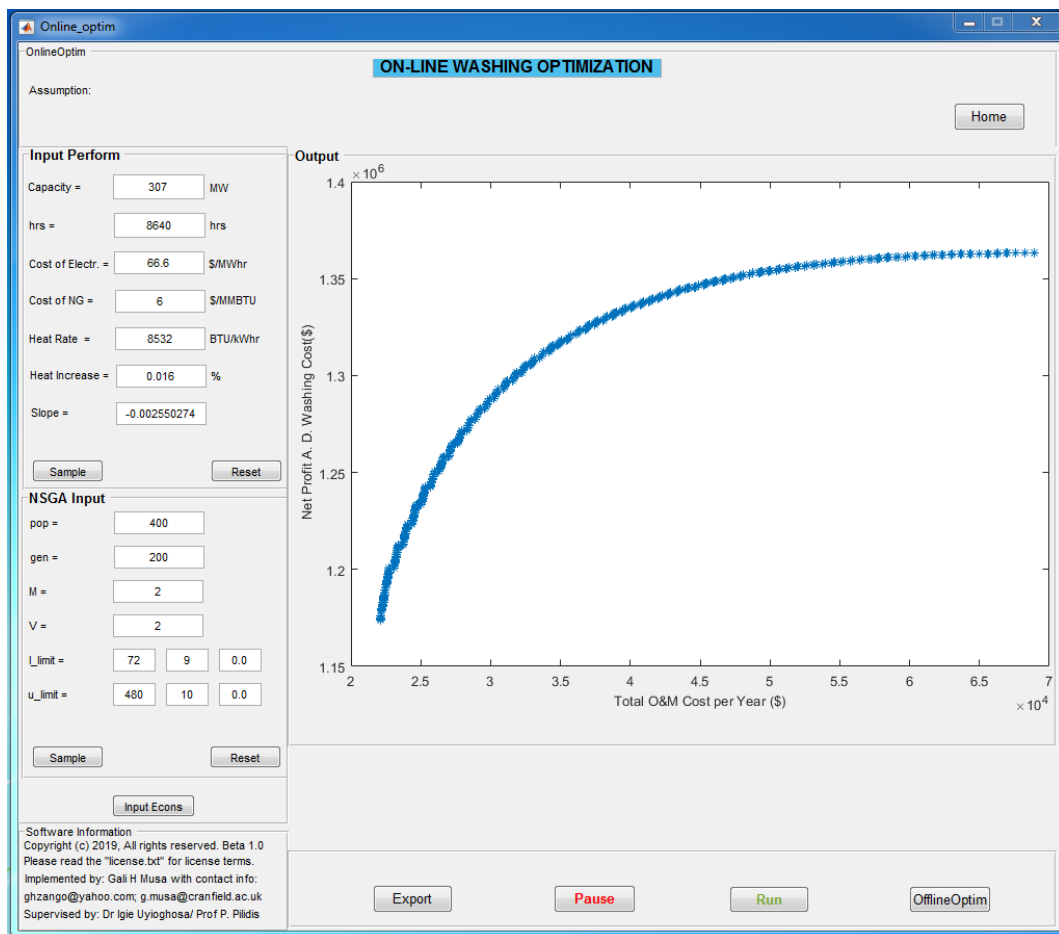 Online_optim
OnlineOptim
ON-LINE WASHING OPTIMIZATION
Assumption:
Home
Input Perform
Capacity = 307 MW
hrs = 8640 hrs
Cost of Electr. = 66.6 $/MWhr
Cost of NG = 6 $/MMBTU
Heat Rate = 8532 BTU/kWhr
Heat Increase = 0.016 %
Slope = -0.002550274
Sample Reset
NSGA Input
pop = 400
gen = 200
M = 2
V = 2
l_limit = 72 9 0.0
u_limit = 480 10 0.0
Sample Reset
Input Econs
Software Information
Copyright (c) 2019, All rights reserved. Beta 1.0
Please read the "license.txt" for license terms.
Implemented by: Gali H Musa with contact info:
ghzango@yahoo.com; g.musa@cranfield.ac.uk
Supervised by: Dr Igie Uyioghosa/ Prof P. Pilidis
Output
× 10^6
1.4
1.35
1.3
1.25
1.2
1.15
Net Profit A. D. Washing Cost($)
2 2.5 3 3.5 4 4.5 5 5.5 6 6.5 7
Total O&M Cost per Year ($)
× 10^4
Export Pause Run OfflineOptim